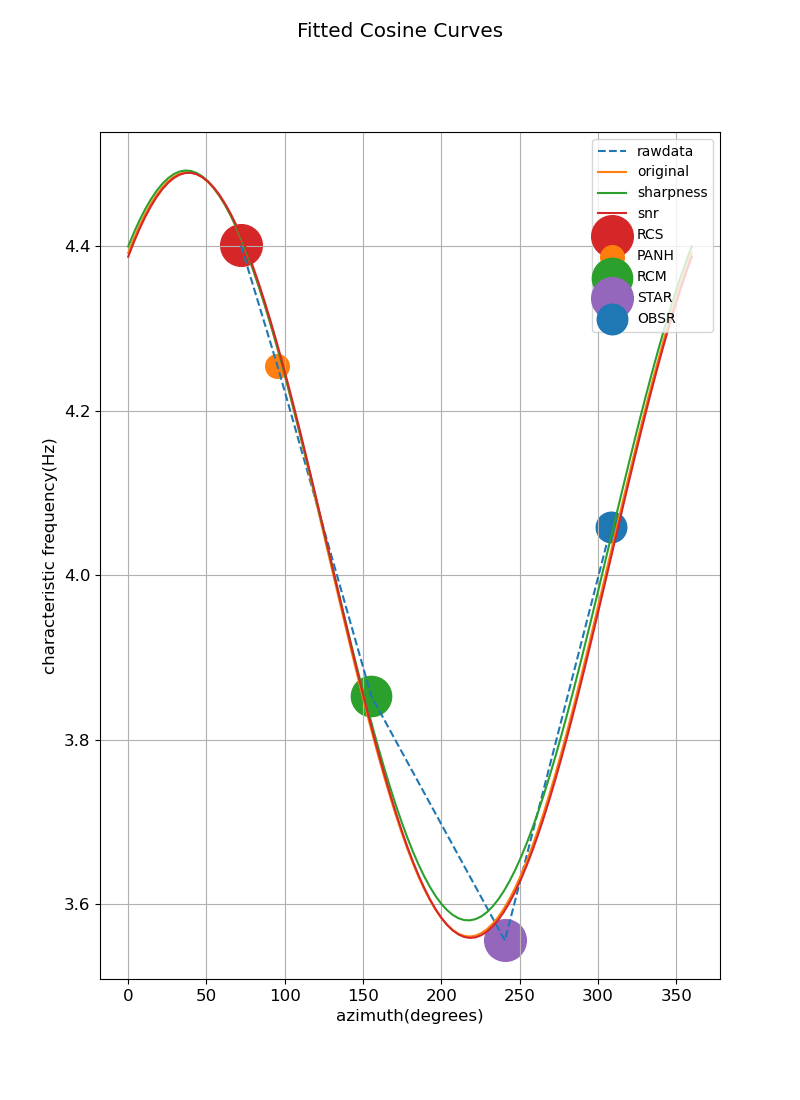 Fitted Cosine Curves
rawdata
original
sharpness
snr
RCS
PANH
RCM
STAR
OBSR
4.4
4.2
4.0
3.8
3.6
characteristic frequency(Hz)
0 50 100 150 200 250 300 350
azimuth(degrees)